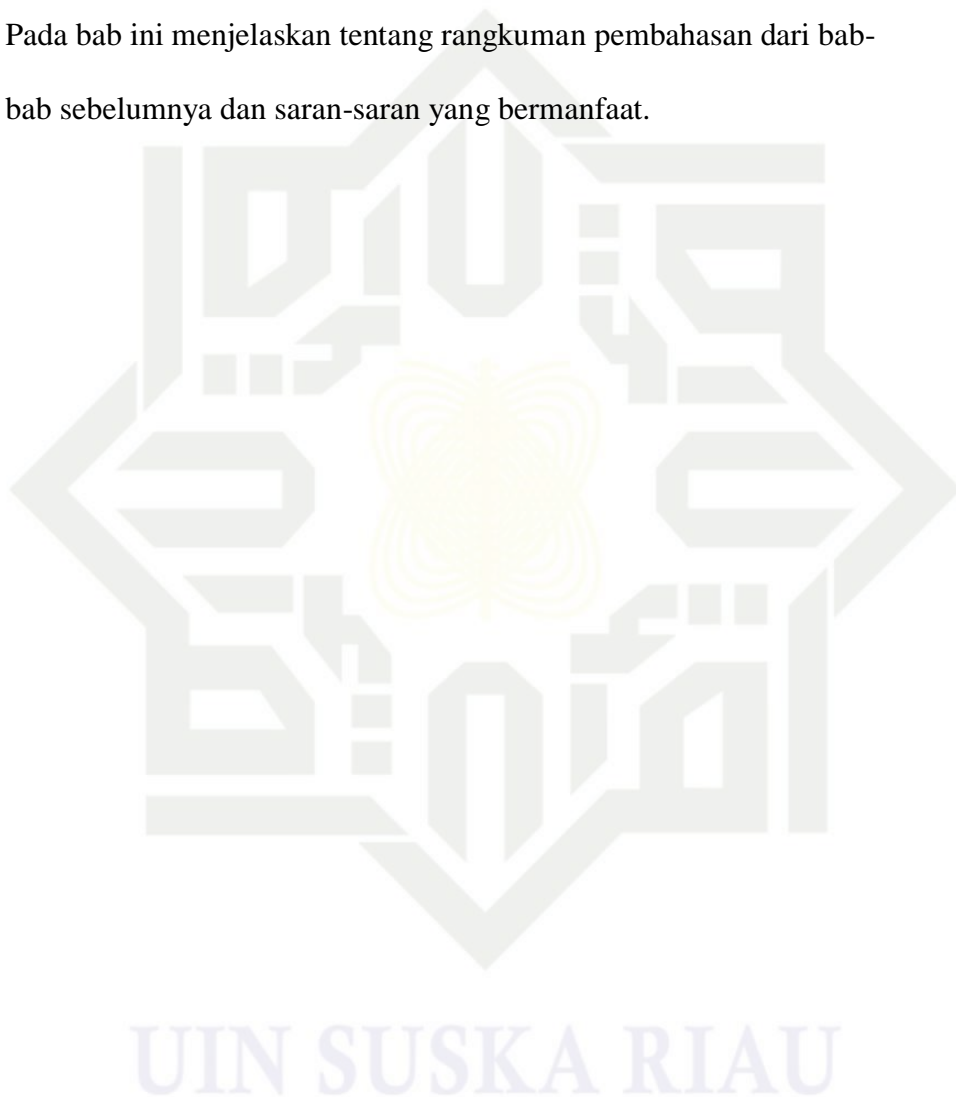 Pada bab ini menjelaskan tentang rangkuman pembahasan dari bab-
bab sebelumnya dan saran-saran yang bermanfaat.
UIN SUSKA RIAU